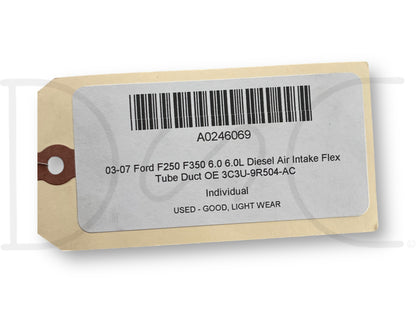 A0246069
03-07 Ford F250 F350 6.0 6.0L Diesel Air Intake Flex
Tube Duct OE 3C3U-9R504-AC
Individual
USED - GOOD, LIGHT WEAR